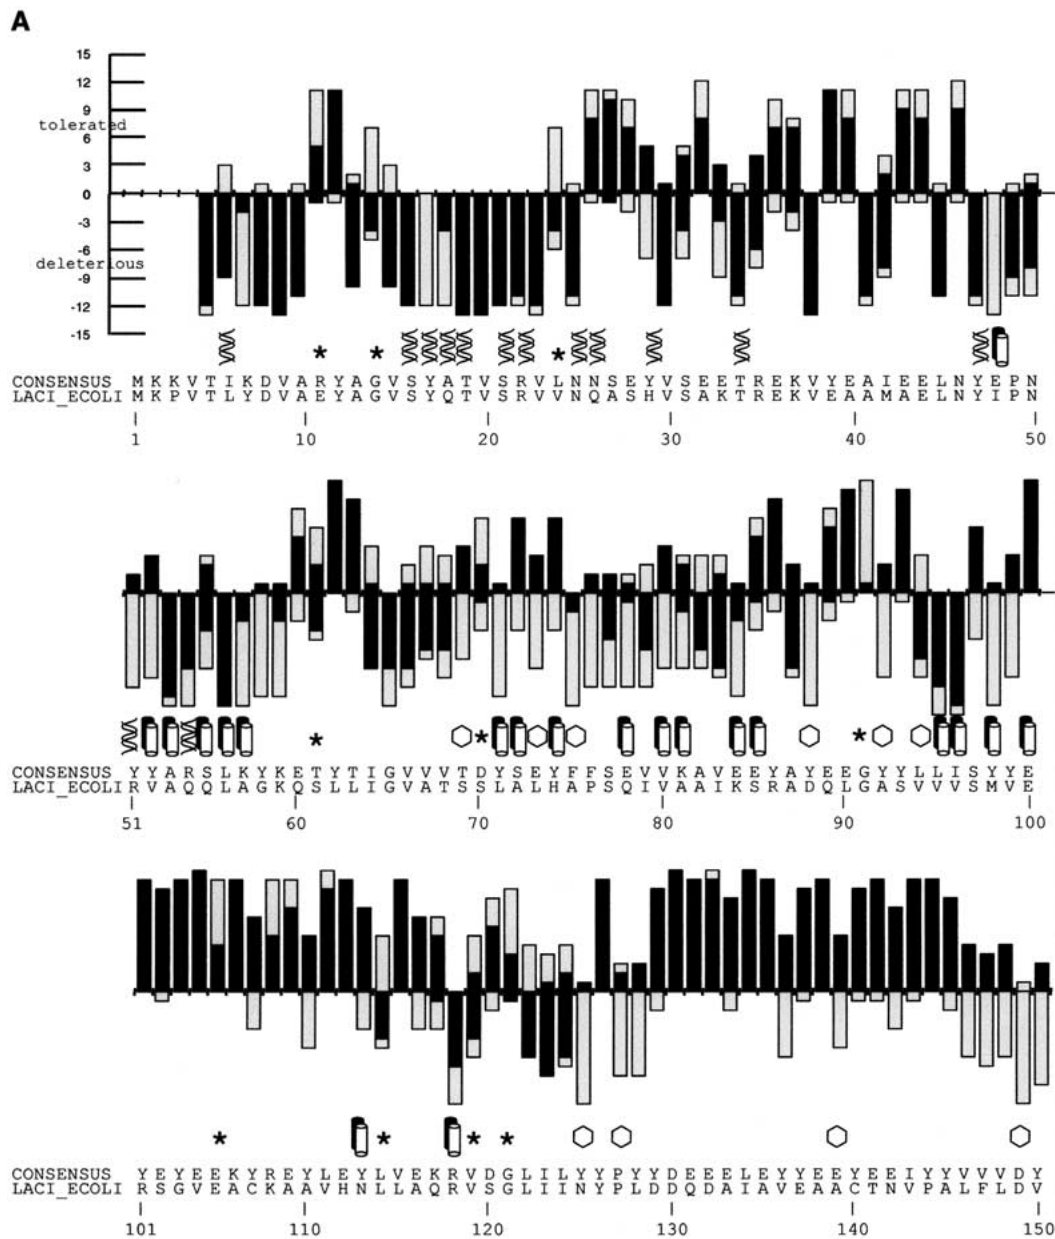 A
15
12
9
tolerated
6
3
0
-3
-6
deleterious
-9
-12
-15
* * *
CONSENSUS M K K V T I K D V A R Y A G V S Y A T V S R V L N N S E Y V S E E T R E K V Y E A I E E L N Y E P N
LACI_ECOLI M K P V T L Y D V A E Y A G V S Y Q T V S R V V N Q A S H V S A K T R E K V E A A M A E L N Y I P N
1 10 20 30 40 50
* * *
CONSENSUS Y Y A R S L K Y K E T Y T I G V V V T D Y S E Y F F S E V V K A V E E Y A Y E E G Y Y L L I S Y Y E
LACI_ECOLI R V A Q Q L A G K Q S L L I G V A T S S L A L H A P S Q I V A A I K S R A D Q L G A S V V V S M V E
51 60 70 80 90 100
* * * *
CONSENSUS Y E Y E E K Y R E Y L E Y L V E K R V D G L I L Y Y P Y Y D E E E L E Y Y E E Y E E I Y Y V V V D Y
LACI_ECOLI R S G V E A C K A A V H N L L A Q R V S G L I I N Y P L D D Q D A I A V E A A C T N V P A L F L D V
101 110 120 130 140 150